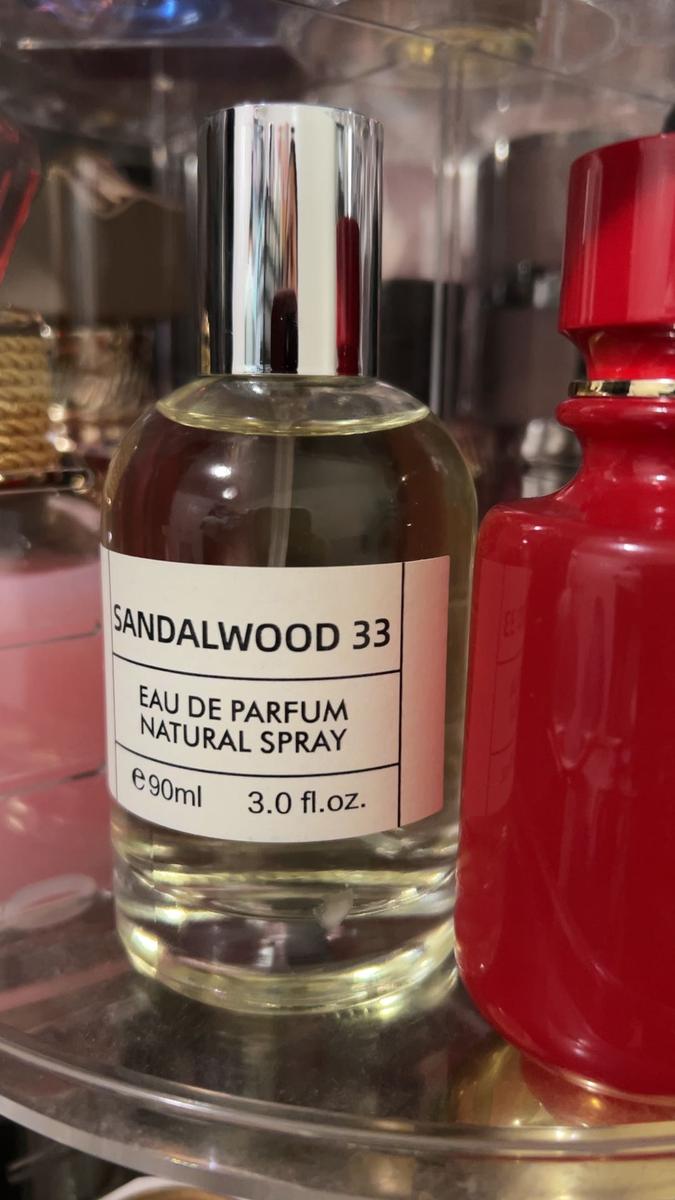 SANDALWOOD 33
EAU DE PARFUM
NATURAL SPRAY
℮90ml 3.0 fl.oz.